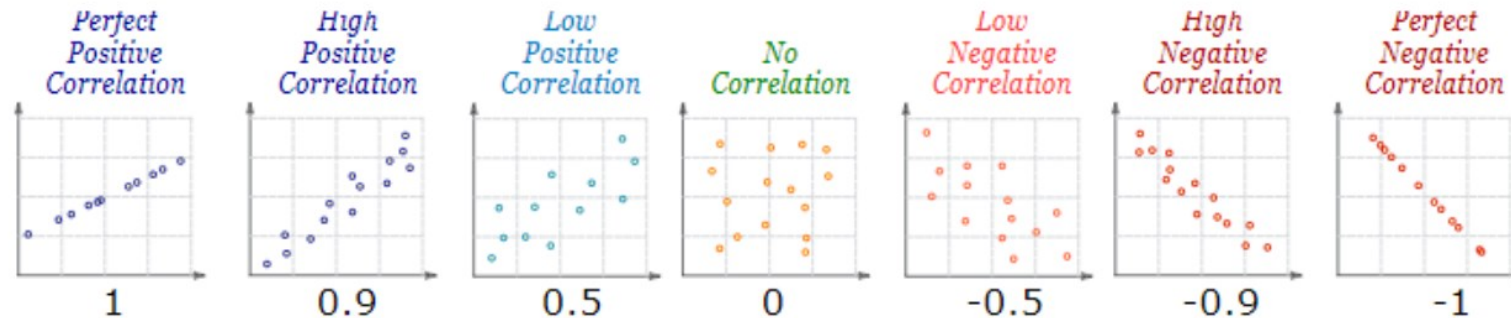 Perfect
Positive
Correlation
High
Positive
Correlation
Low
Positive
Correlation
No
Correlation
Low
Negative
Correlation
High
Negative
Correlation
Perfect
Negative
Correlation
1
0.9
0.5
0
-0.5
-0.9
-1